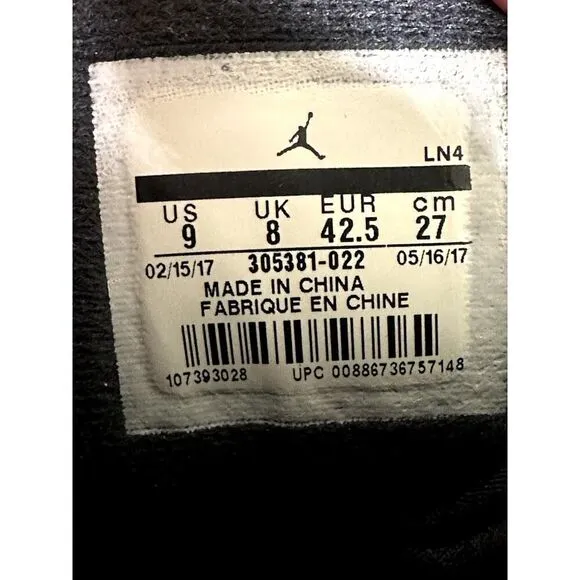 LN4
US UK EUR cm
9 8 42.5 27
02/15/17 305381-022 05/16/17
MADE IN CHINA
FABRIQUE EN CHINE
107393028 UPC 00886736757148